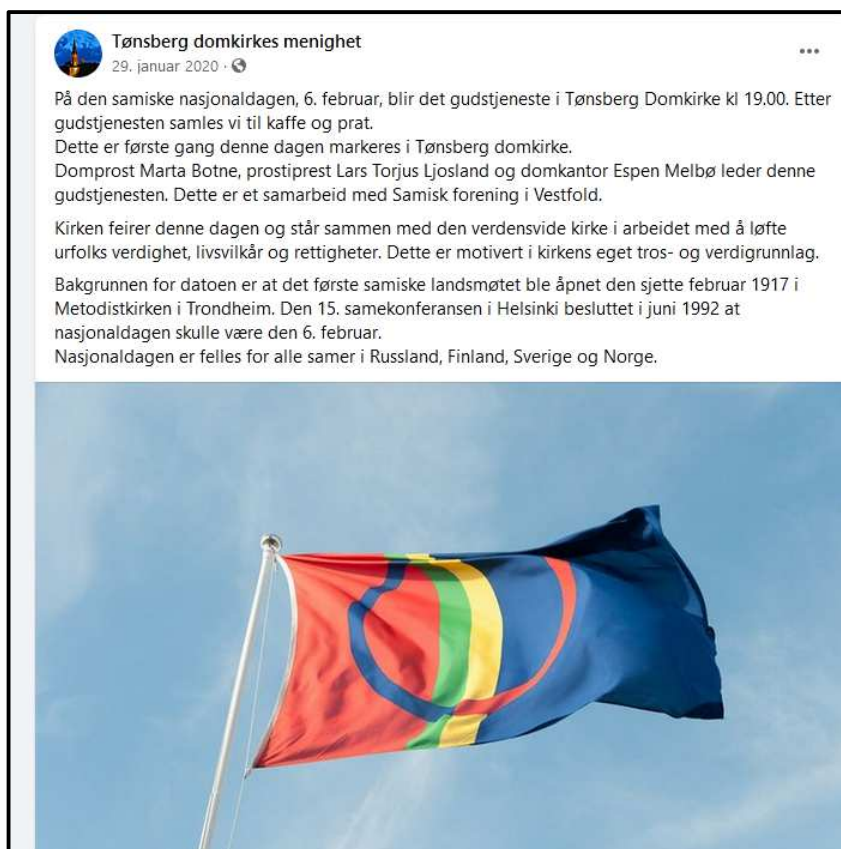 Tønsberg domkirkes menighet
29. januar 2020 ·
På den samiske nasjonaldagen, 6. februar, blir det gudstjeneste i Tønsberg Domkirke kl 19.00. Etter
gudstjenesten samles vi til kaffe og prat.
Dette er første gang denne dagen markeres i Tønsberg domkirke.
Domprost Marta Botne, prostiprest Lars Torjus Ljosland og domkantor Espen Melbø leder denne
gudstjenesten. Dette er et samarbeid med Samisk forening i Vestfold.
Kirken feirer denne dagen og står sammen med den verdensvide kirke i arbeidet med å løfte
urfolks verdighet, livsvilkår og rettigheter. Dette er motivert i kirkens eget tros- og verdigrunnlag.
Bakgrunnen for datoen er at det første samiske landsmøtet ble åpnet den sjette februar 1917 i
Metodistkirken i Trondheim. Den 15. samekonferansen i Helsinki besluttet i juni 1992 at
nasjonaldagen skulle være den 6. februar.
Nasjonaldagen er felles for alle samer i Russland, Finland, Sverige og Norge.